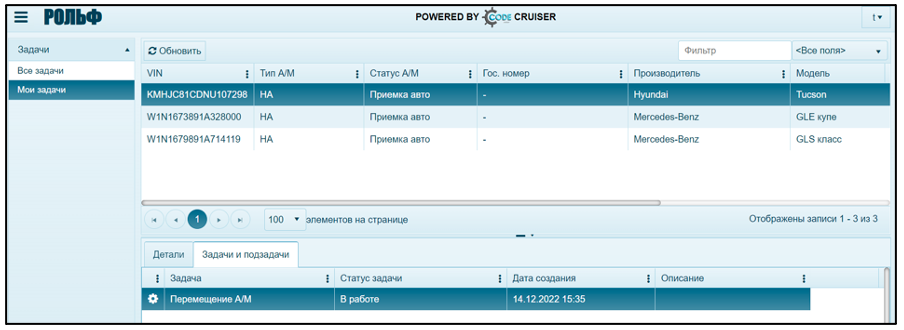 РОЛЬФ POWERED BY CODE CRUISER t
Задачи
Все задачи
Мои задачи
Обновить Фильтр <Все поля>
VIN Тип А/М Статус А/М Гос. номер Производитель Модель
KMHJC81CDNU107298 НА Приемка авто - Hyundai Tucson
W1N1673891A328000 НА Приемка авто - Mercedes-Benz GLE купе
W1N1679891A714119 НА Приемка авто - Mercedes-Benz GLS класс
1 100 элементов на странице Отображены записи 1 - 3 из 3
Детали Задачи и подзадачи
Задача Статус задачи Дата создания Описание
Перемещение А/М В работе 14.12.2022 15:35